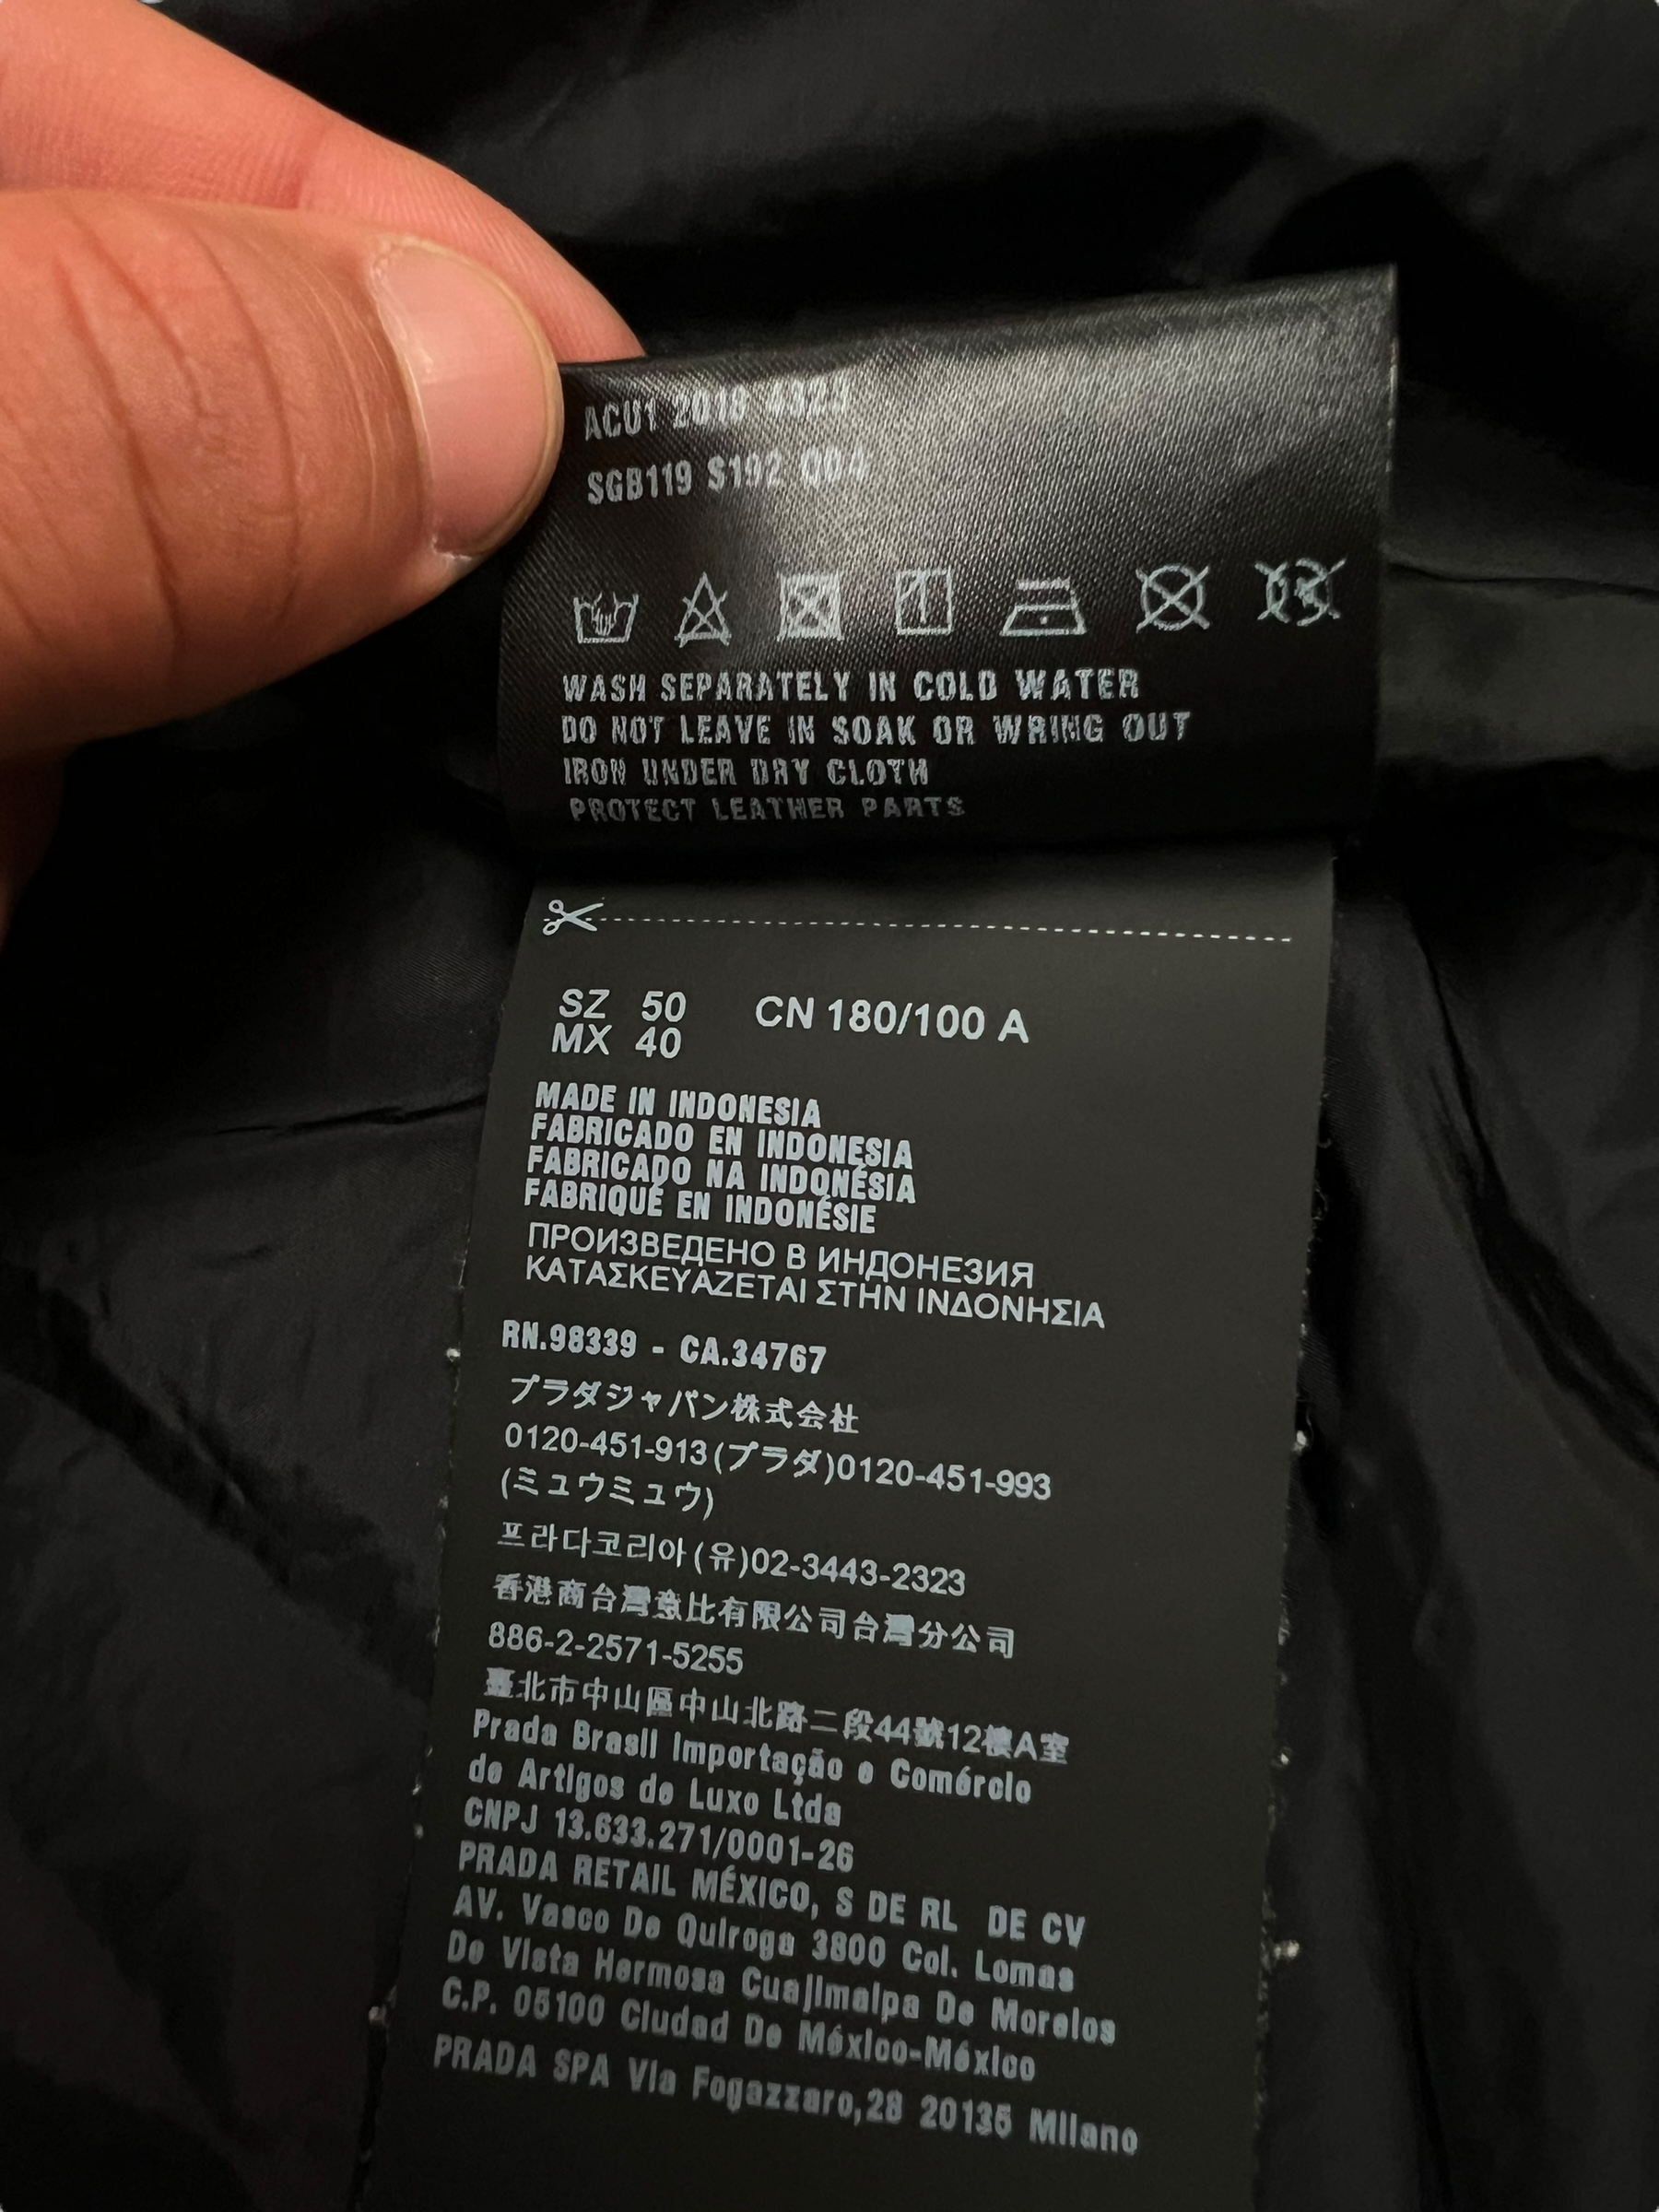 ACU1 2018 4323
SGB119 S192 Q04
WASH SEPARATELY IN COLD WATER
DO NOT LEAVE IN SOAK OR WRING OUT
IRON UNDER DRY CLOTH
PROTECT LEATHER PARTS
SZ 50 CN 180/100 A
MX 40
MADE IN INDONESIA
FABRICADO EN INDONESIA
FABRICADO NA INDONÉSIA
FABRIQUÉ EN INDONÉSIE
ПРОИЗВЕДЕНО В ИНДОНЕЗИЯ
ΚΑΤΑΣΚΕΥΑΖΕΤΑΙ ΣΤΗΝ ΙΝΔΟΝΗΣΙΑ
RN.98339 - CA.34767
プラダジャパン株式会社
0120-451-913(プラダ)0120-451-993
(ミュウミュウ)
프라다코리아(유)02-3443-2323
香港商台灣意比有限公司台灣分公司
886-2-2571-5255
臺北市中山區中山北路二段44號12樓A室
Prada Brasil Importação e Comércio
de Artigos de Luxo Ltda
CNPJ 13.633.271/0001-26
PRADA RETAIL MÉXICO, S DE RL DE CV
AV. Vasco De Quiroga 3800 Col. Lomas
De Vista Hermosa Cuajimalpa De Morelos
C.P. 05100 Ciudad De México-México
PRADA SPA Via Fogazzaro,28 20135 Milano